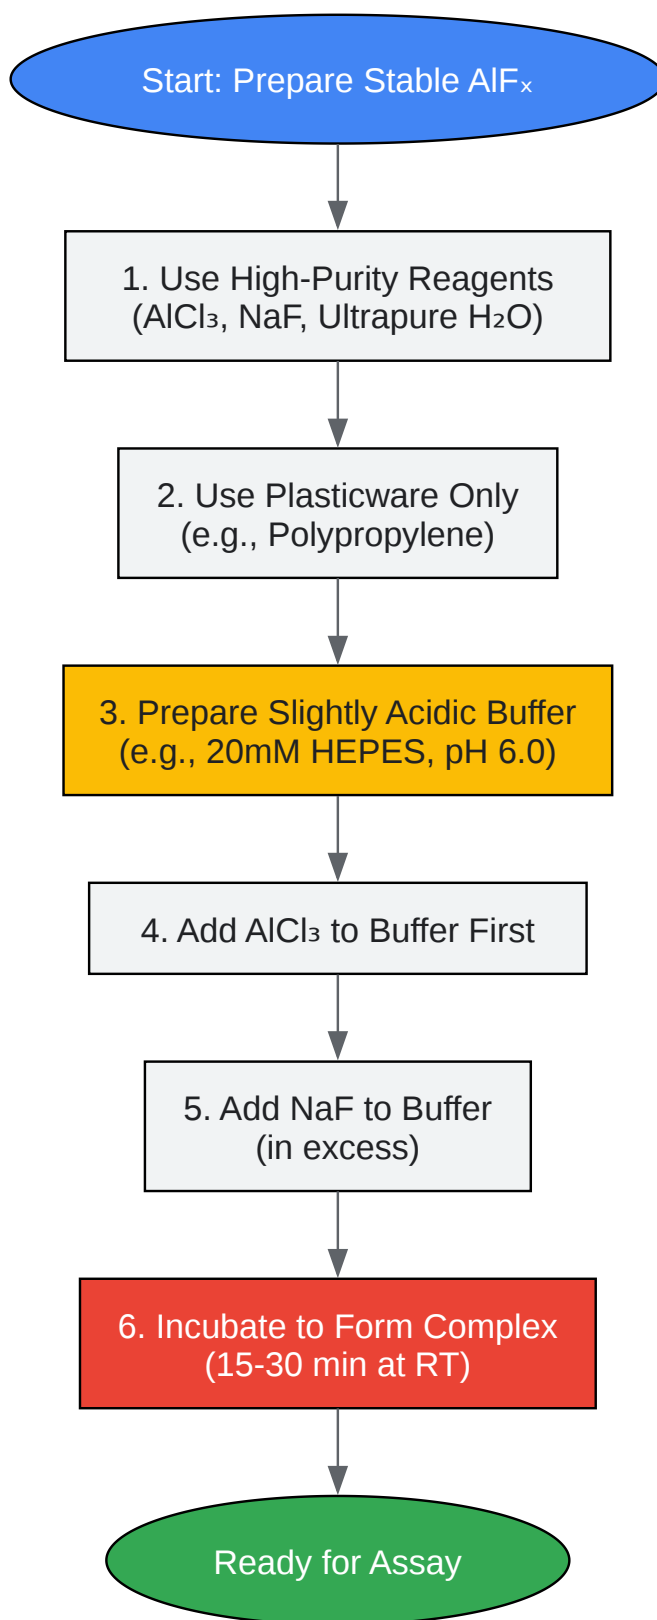 Start: Prepare Stable AlFₓ
1. Use High-Purity Reagents
(AlCl₃, NaF, Ultrapure H₂O)
2. Use Plasticware Only
(e.g., Polypropylene)
3. Prepare Slightly Acidic Buffer
(e.g., 20mM HEPES, pH 6.0)
4. Add AlCl₃ to Buffer First
5. Add NaF to Buffer
(in excess)
6. Incubate to Form Complex
(15-30 min at RT)
Ready for Assay